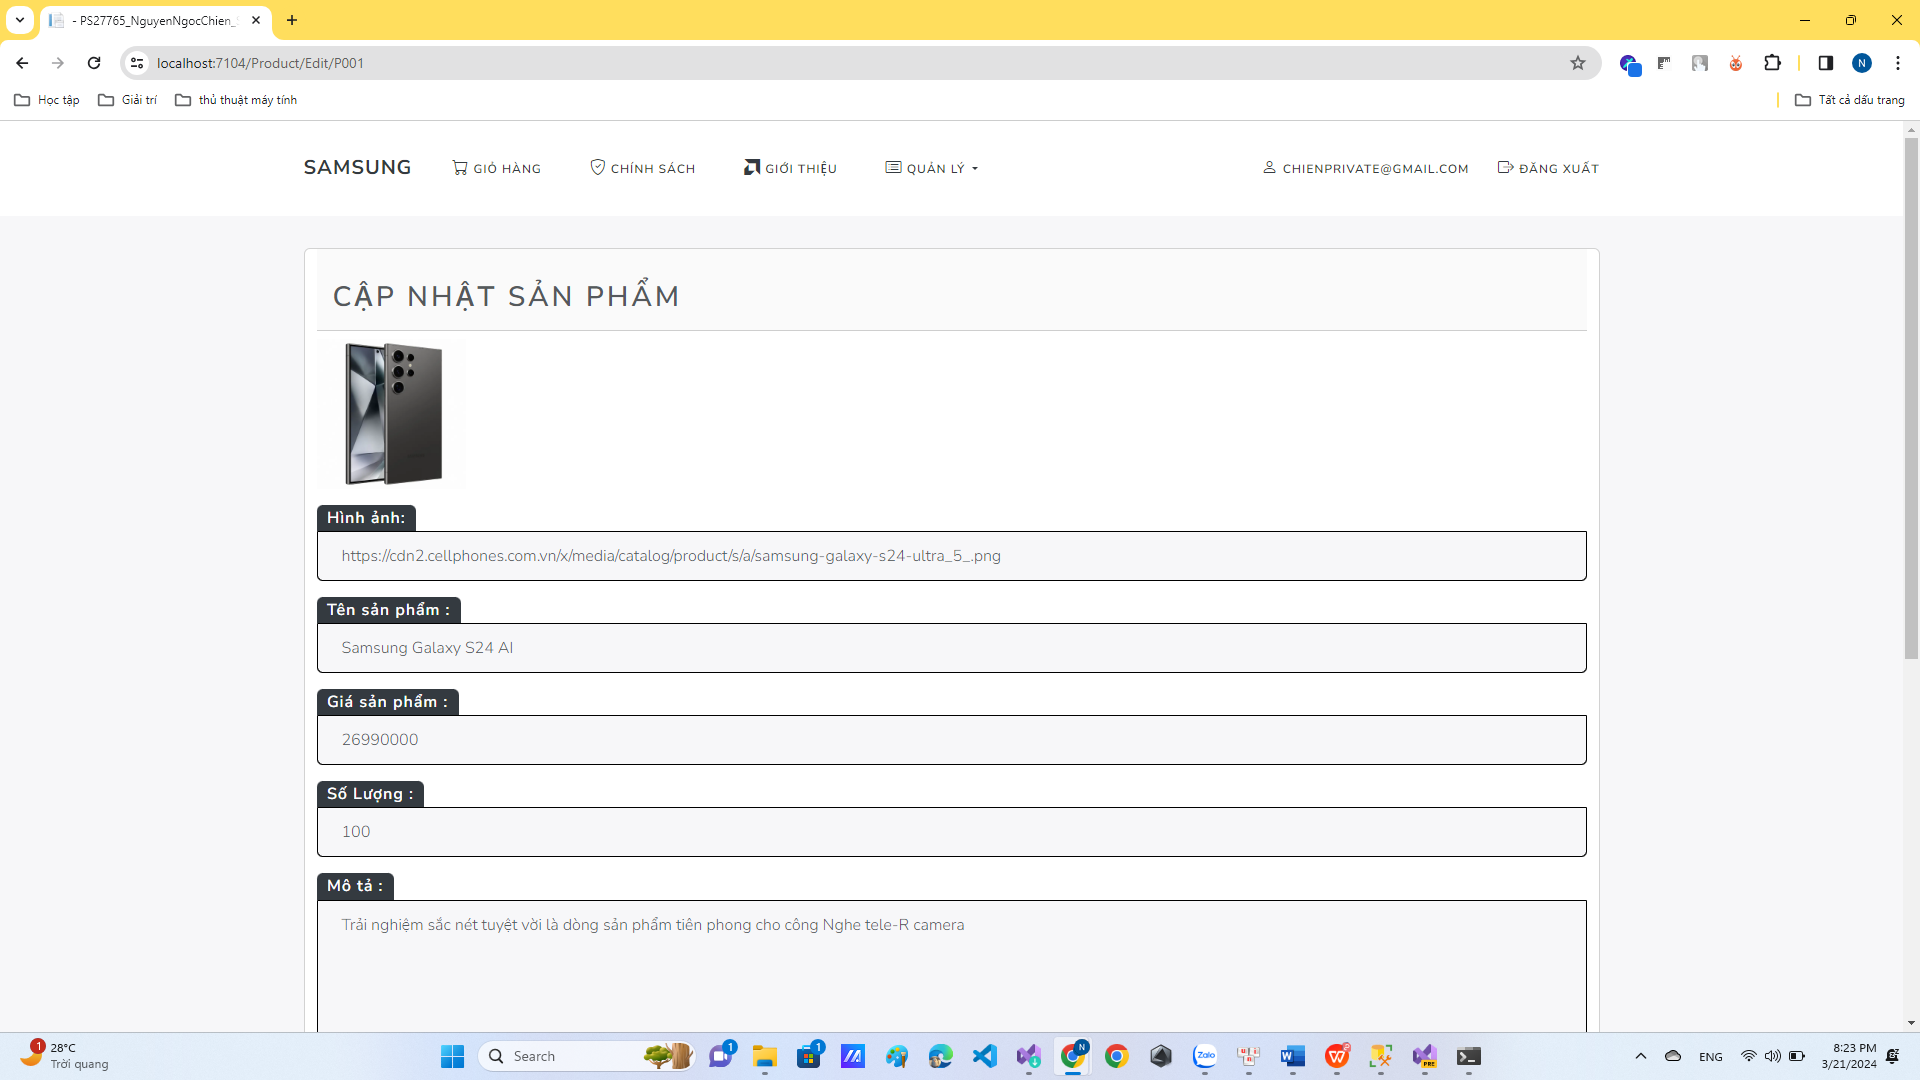 - PS27765_NguyenNgocChien_
localhost:7104/Product/Edit/P001
N
Học tập
Giải trí
thủ thuật máy tính
Tất cả dấu trang
SAMSUNG
GIỎ HÀNG
CHÍNH SÁCH
GIỚI THIỆU
QUẢN LÝ
CHIENPRIVATE@GMAIL.COM
ĐĂNG XUẤT
CẬP NHẬT SẢN PHẨM
Hình ảnh:
https://cdn2.cellphones.com.vn/x/media/catalog/product/s/a/samsung-galaxy-s24-ultra_5_.png
Tên sản phẩm :
Samsung Galaxy S24 AI
Giá sản phẩm :
26990000
Số Lượng :
100
Mô tả :
Trải nghiệm sắc nét tuyệt vời là dòng sản phẩm tiên phong cho công Nghe tele-R camera
1
28°C
Trời quang
Search
1
1
N
Zalo
PRE
ENG
8:23 PM
3/21/2024